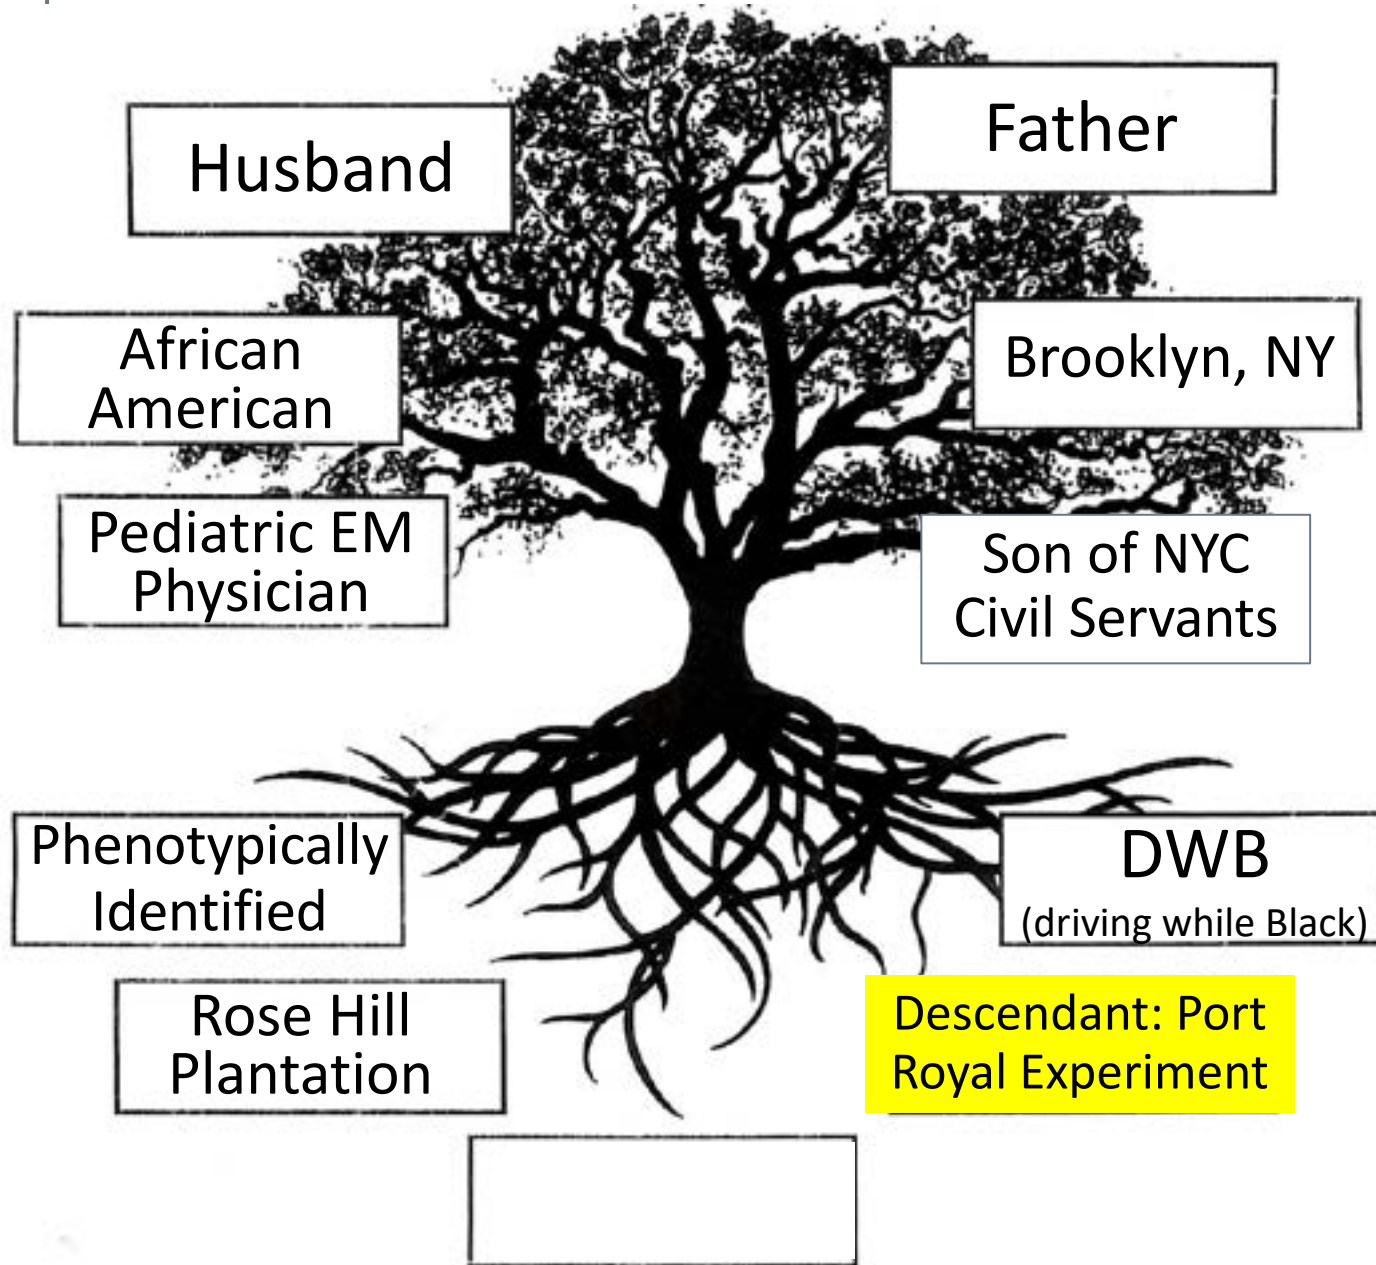 Husband
Father
African
American
Brooklyn, NY
Pediatric EM
Physician
Son of NYC
Civil Servants
Phenotypically
Identified
DWB
(driving while Black)
Rose Hill
Plantation
Descendant: Port
Royal Experiment